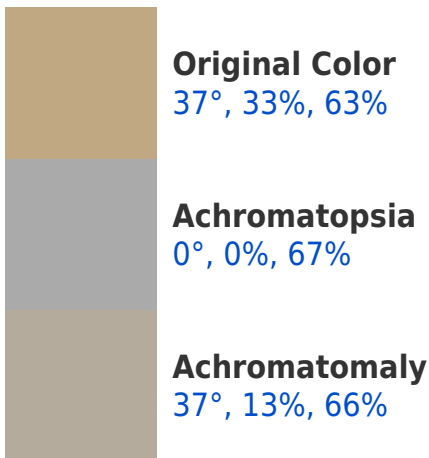 Original Color
37°, 33%, 63%
Achromatopsia
0°, 0%, 67%
Achromatomaly
37°, 13%, 66%